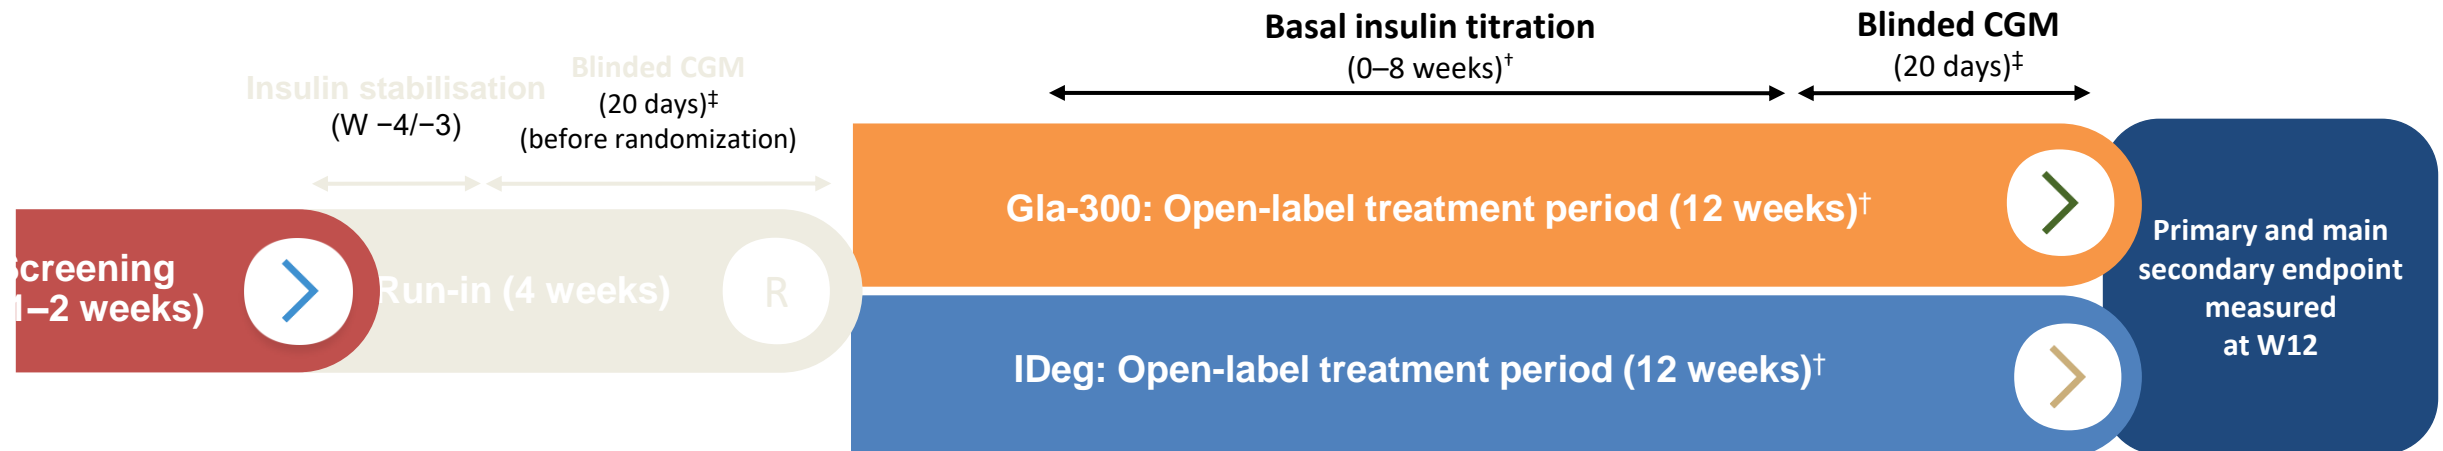 Insulin stabilisation
(W −4/−3)
Blinded CGM
(20 days)‡
(before randomization)
Basal insulin titration
(0–8 weeks)†
Blinded CGM
(20 days)‡
Screening
1–2 weeks)
Run-in (4 weeks)
R
Gla-300: Open-label treatment period (12 weeks)†
IDeg: Open-label treatment period (12 weeks)†
Primary and main
secondary endpoint
measured
at W12